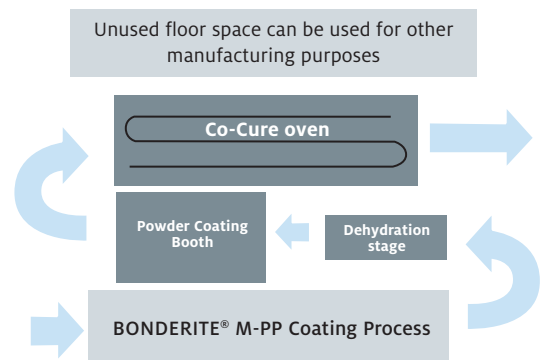 Unused floor space can be used for other
manufacturing purposes
Co-Cure oven
Powder Coating
Booth
Dehydration
stage
BONDERITE® M-PP Coating Process